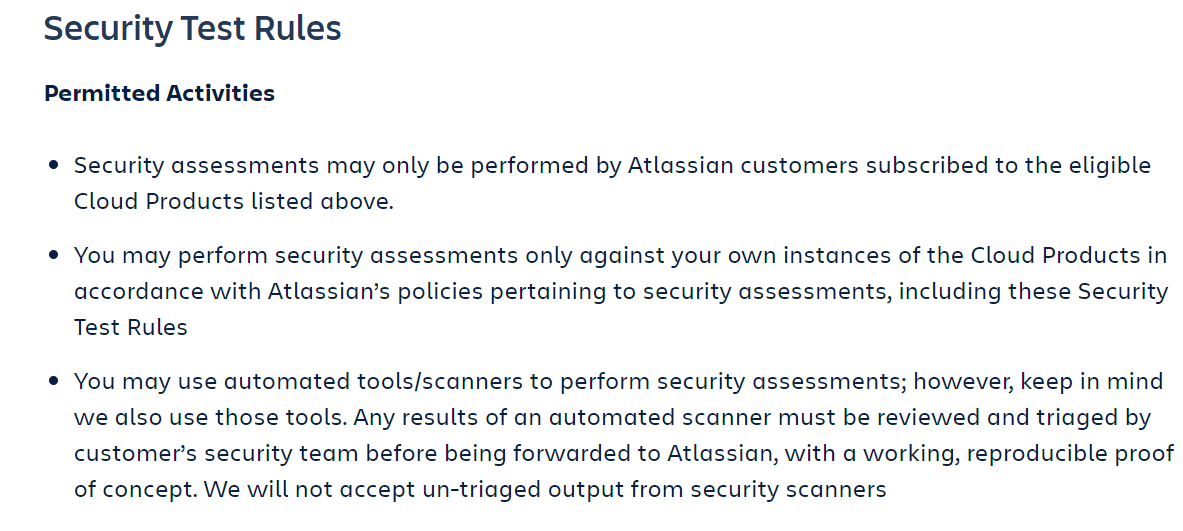 Security Test Rules
Permitted Activities
• Security assessments may only be performed by Atlassian customers subscribed to the eligible
Cloud Products listed above.
• You may perform security assessments only against your own instances of the Cloud Products in
accordance with Atlassian’s policies pertaining to security assessments, including these Security
Test Rules
• You may use automated tools/scanners to perform security assessments; however, keep in mind
we also use those tools. Any results of an automated scanner must be reviewed and triaged by
customer’s security team before being forwarded to Atlassian, with a working, reproducible proof
of concept. We will not accept un-triaged output from security scanners